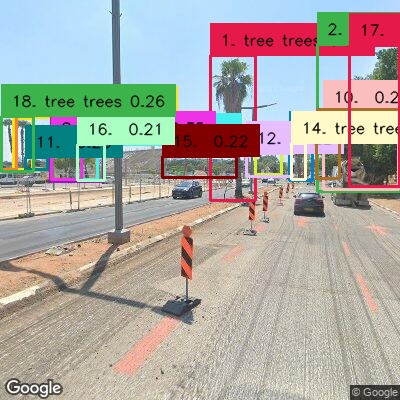 2.
17.
1. tree trees
10. 0.2
18. tree trees 0.26
16. 0.21
12.
14. tree tree
11.
15. 0.22
Google
© Google